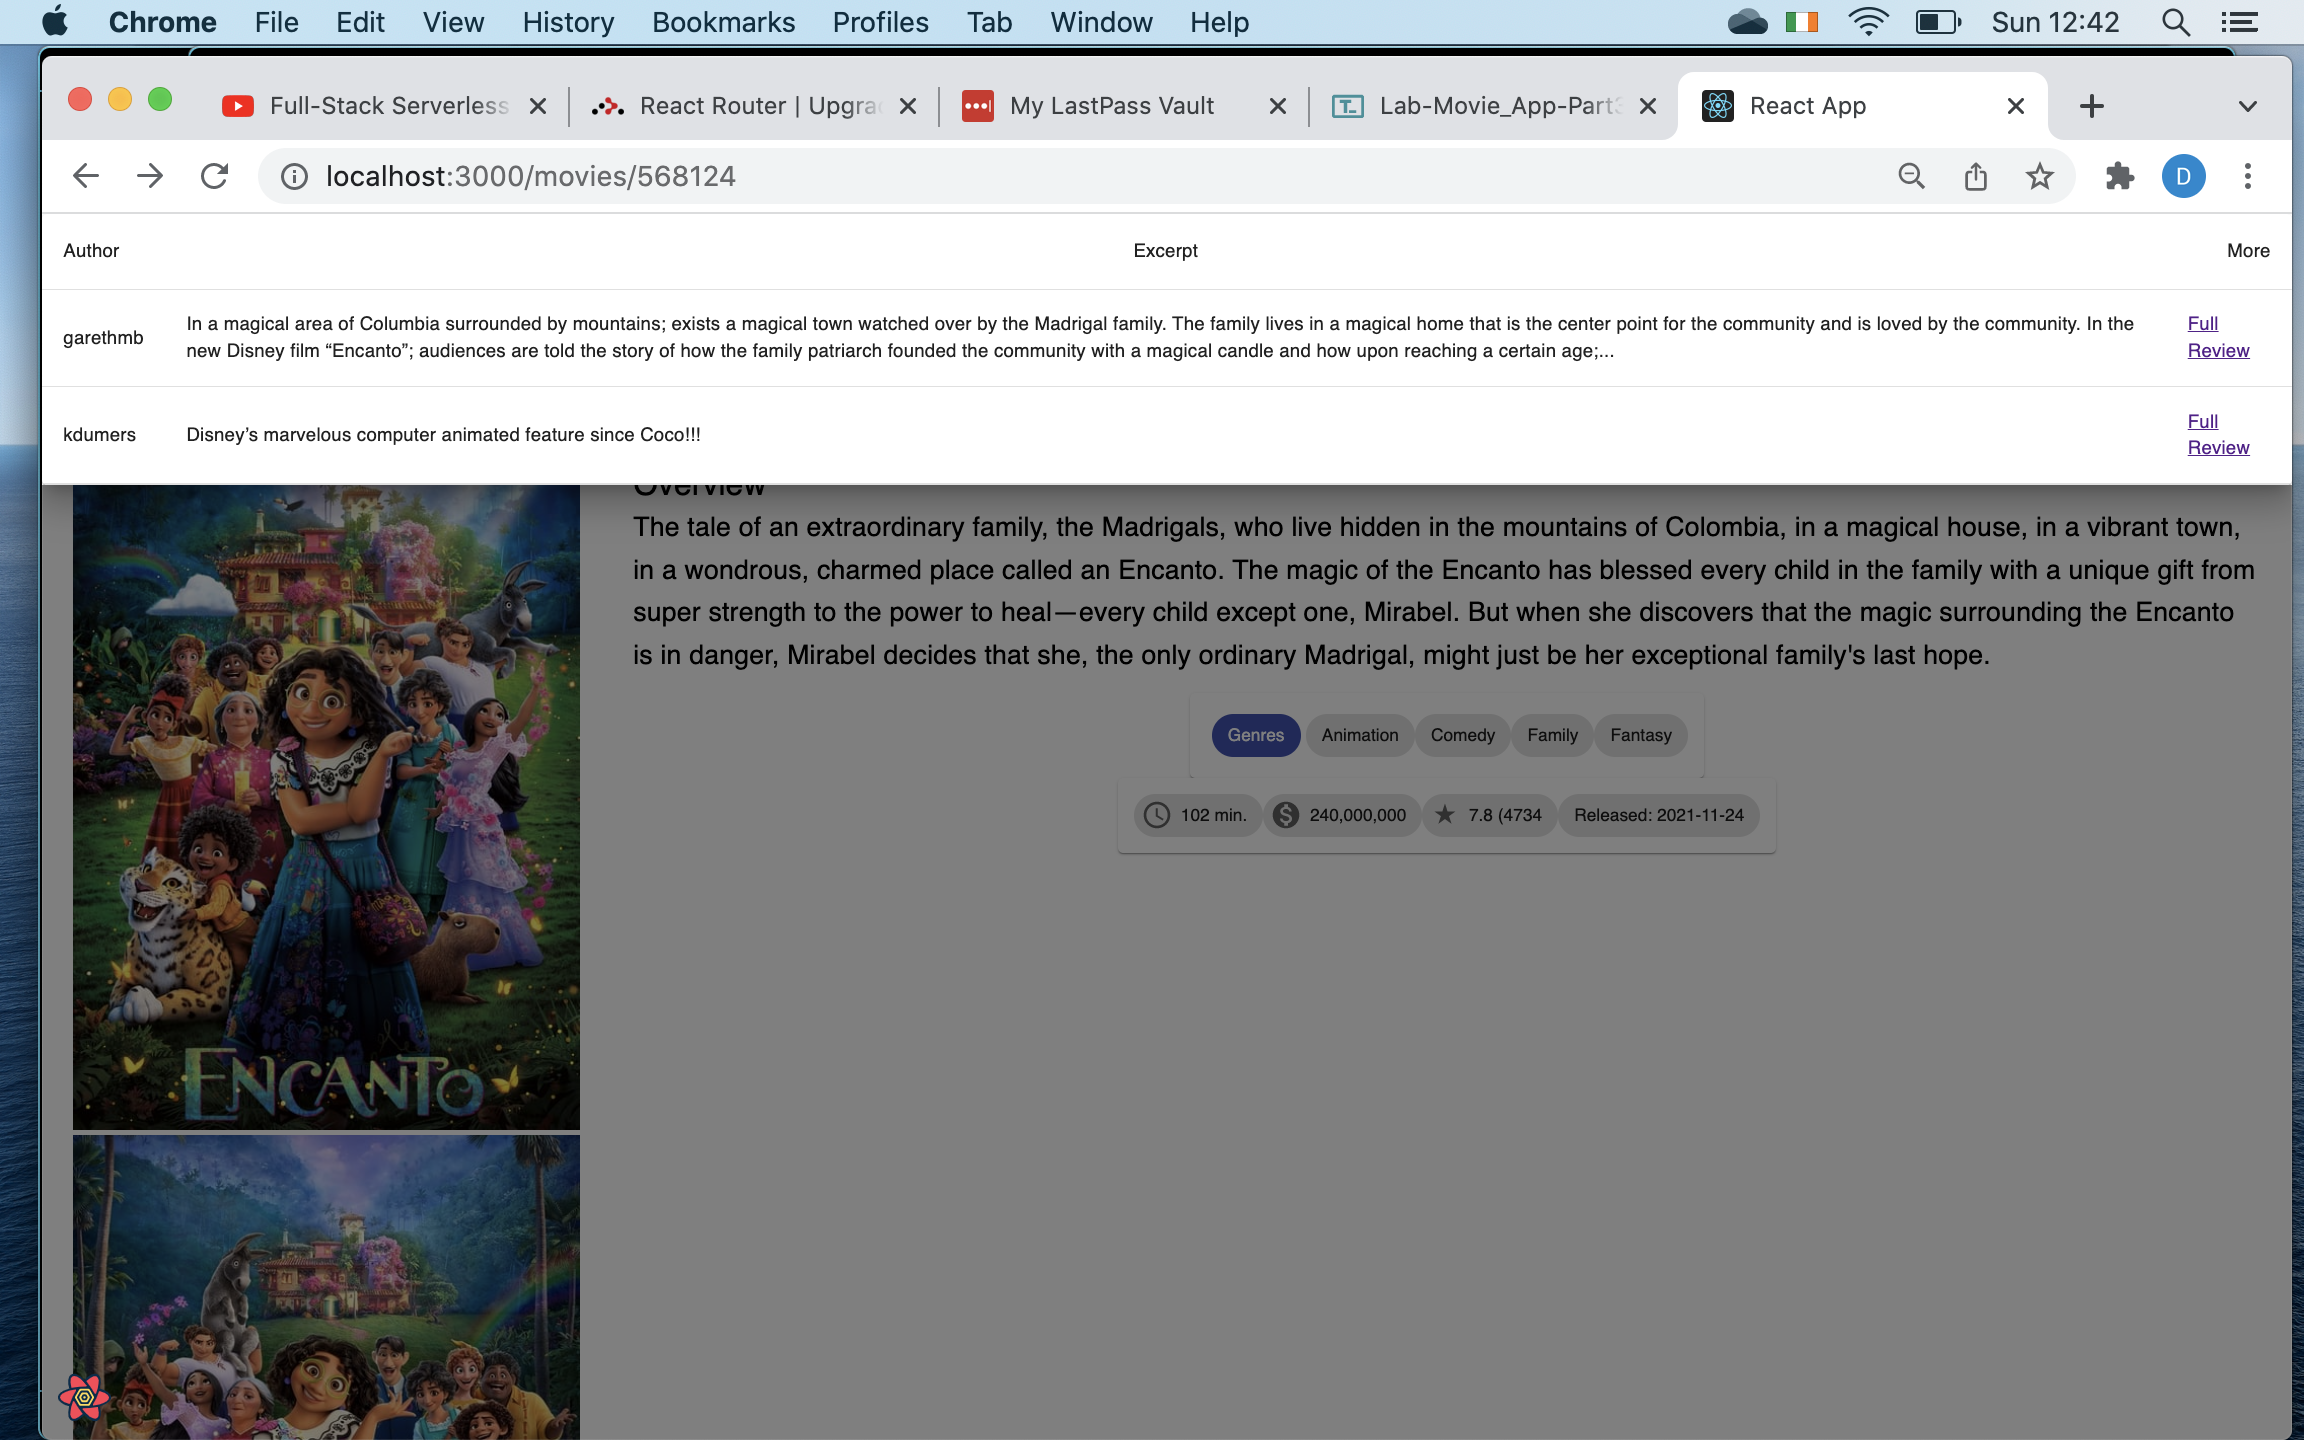 Chrome File Edit View History Bookmarks Profiles Tab Window Help Sun 12:42
Full-Stack Serverless React Router | Upgra My LastPass Vault Lab-Movie_App-Part3 React App
localhost:3000/movies/568124 D
Author Excerpt More
garethmb In a magical area of Columbia surrounded by mountains; exists a magical town watched over by the Madrigal family. The family lives in a magical home that is the center point for the community and is loved by the community. In the Full
new Disney film “Encanto”; audiences are told the story of how the family patriarch founded the community with a magical candle and how upon reaching a certain age;... Review
kdumers Disney’s marvelous computer animated feature since Coco!!! Full
Review
Overview
The tale of an extraordinary family, the Madrigals, who live hidden in the mountains of Colombia, in a magical house, in a vibrant town,
in a wondrous, charmed place called an Encanto. The magic of the Encanto has blessed every child in the family with a unique gift from
super strength to the power to heal—every child except one, Mirabel. But when she discovers that the magic surrounding the Encanto
is in danger, Mirabel decides that she, the only ordinary Madrigal, might just be her exceptional family's last hope.
Genres Animation Comedy Family Fantasy
102 min. 240,000,000 7.8 (4734 Released: 2021-11-24
ENCANTO